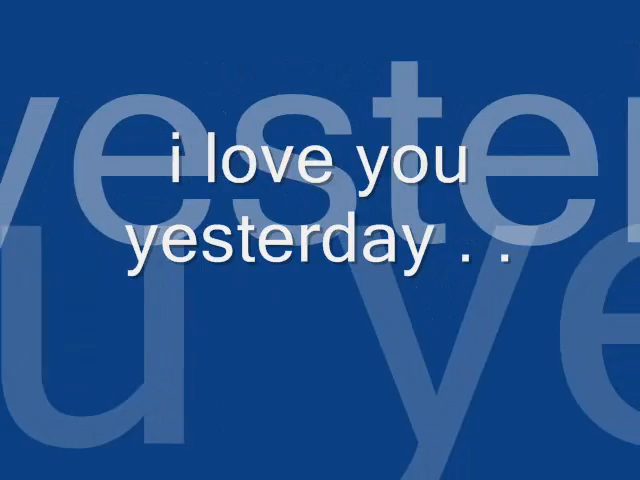 i love you
yesterday . .